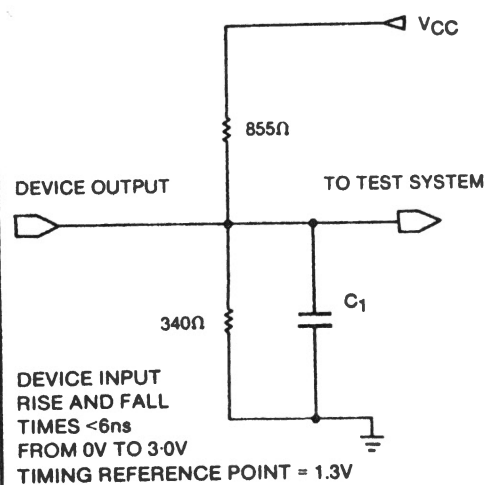 VCC
855Ω
DEVICE OUTPUT
TO TEST SYSTEM
340Ω
C1
DEVICE INPUT
RISE AND FALL
TIMES <6ns
FROM 0V TO 3·0V
TIMING REFERENCE POINT = 1.3V